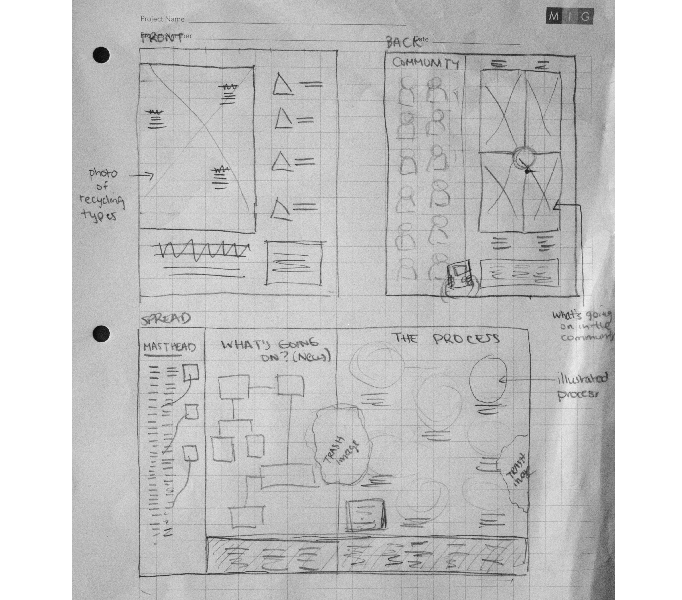 Project Name
M I G
FRONT
BACK
Date
COMMUNITY
photo
of
recycling
types
SPREAD
MASTHEAD
WHAT'S GOING
ON? (News)
THE PROCESS
what's going
on in the
community
illustrated
process
TRASH
image
TRASH
image